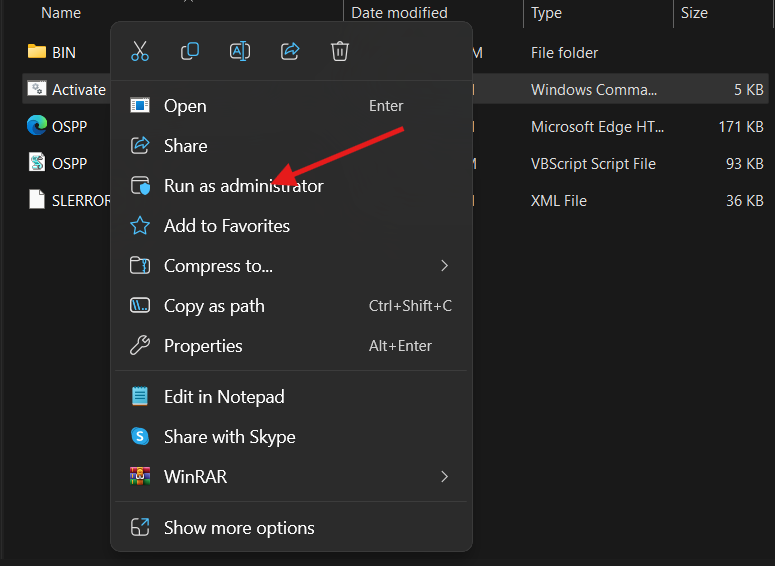 Name Date modified Type Size
BIN M File folder
Activate Windows Comma... 5 KB
OSPP Microsoft Edge HT... 171 KB
OSPP M VBScript Script File 93 KB
SLERROR XML File 36 KB
Open Enter
Share
Run as administrator
Add to Favorites
Compress to...
Copy as path Ctrl+Shift+C
Properties Alt+Enter
Edit in Notepad
Share with Skype
WinRAR
Show more options